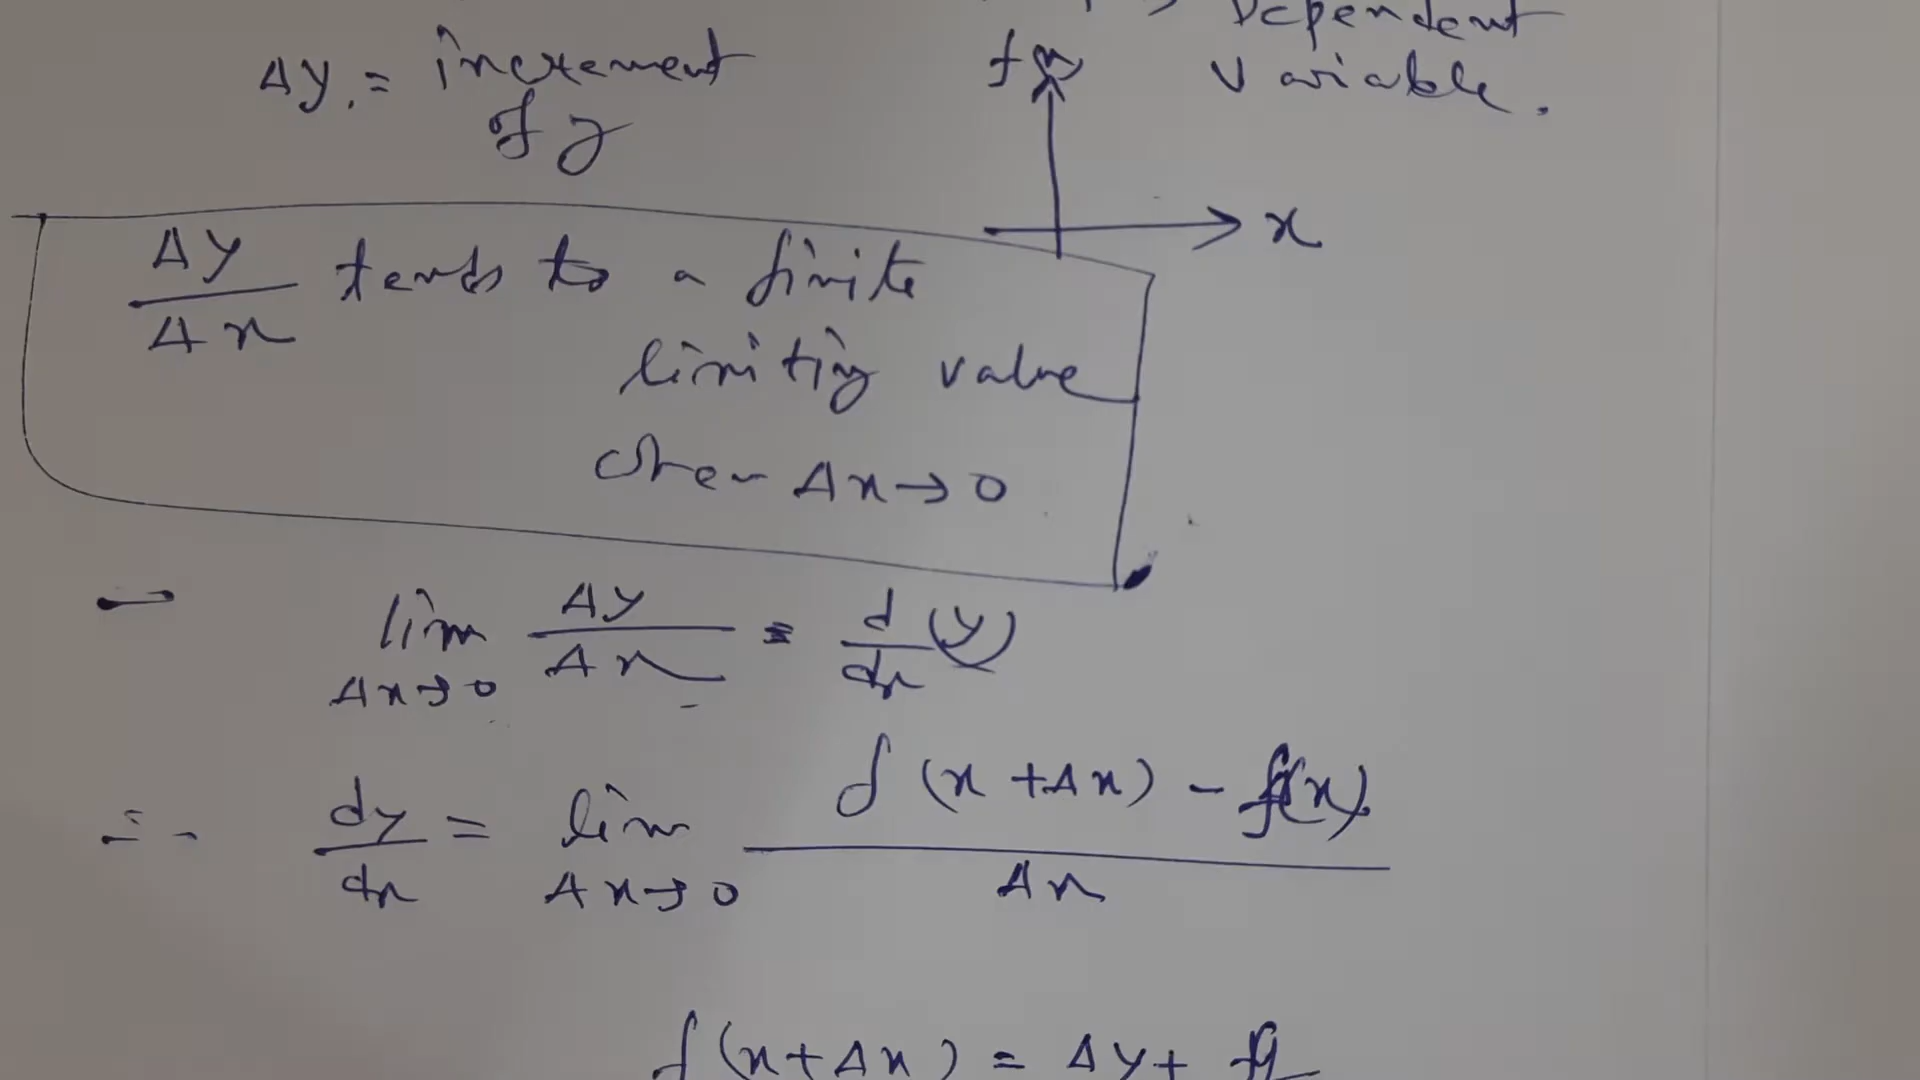 Dependent
Δy = increment of y
f(x)
variable.
x
Δy/Δx tends to a finite
limiting value
when Δx → 0
lim Δx→0 Δy/Δx = d/dx (y)
∴ dy/dx = lim Δx→0 f(x + Δx) - f(x) / Δx
f(x+Δx) = Δy +